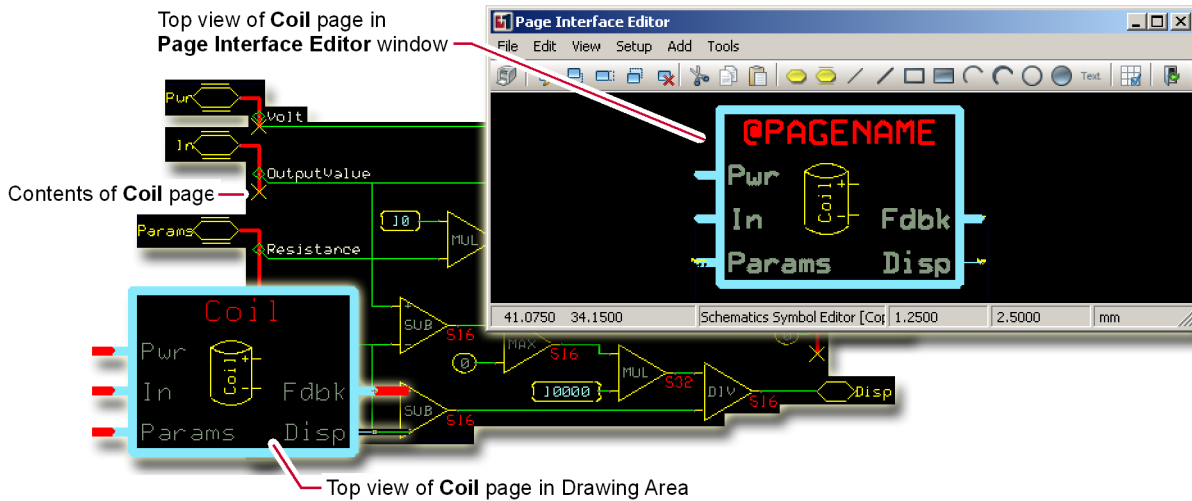 Top view of Coil page in
Page Interface Editor window
Page Interface Editor
File Edit View Setup Add Tools
Text
@PAGENAME
Pwr
In
Params
Coil
Fdbk
Disp
41.0750 34.1500 Schematics Symbol Editor [Cop 1.2500 2.5000 mm
Pwr
Volt
In
OutputValue
Contents of Coil page
Params
Resistance
10
MUL
SUB
S16
0
MAX
S16
10000
MUL
S32
DIV
S16
Disp
SUB
S16
Coil
Pwr
In
Params
Coil
Fdbk
Disp
Top view of Coil page in Drawing Area